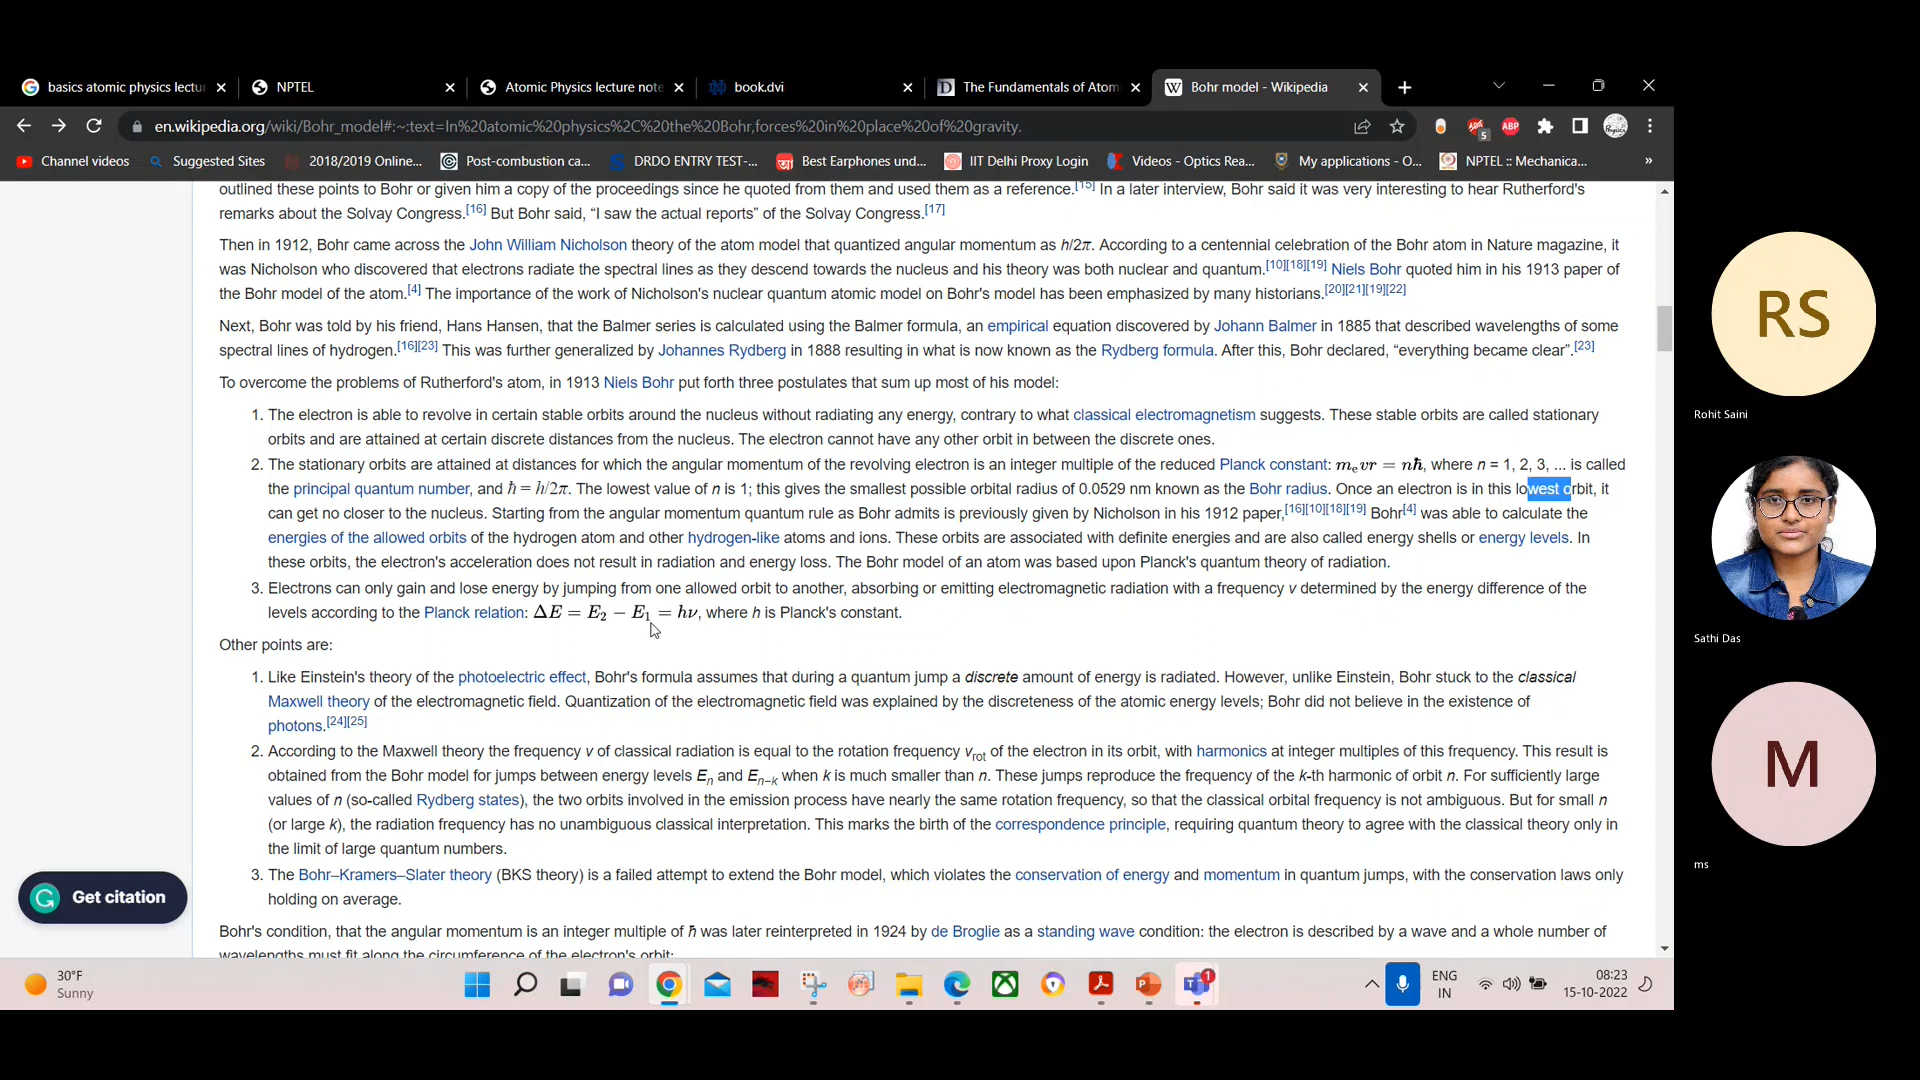 basics atomic physics lectur
NPTEL
Atomic Physics lecture note
book.dvi
The Fundamentals of Atom
Bohr model - Wikipedia
en.wikipedia.org/wiki/Bohr_model#:~:text=In%20atomic%20physics%2C%20the%20Bohr,forces%20in%20place%20of%20gravity.
Channel videos
Suggested Sites
2018/2019 Online...
Post-combustion ca...
DRDO ENTRY TEST-...
Best Earphones und...
IIT Delhi Proxy Login
Videos - Optics Rea...
My applications - O...
NPTEL :: Mechanica...
outlined these points to Bohr or given him a copy of the proceedings since he quoted from them and used them as a reference.[15] In a later interview, Bohr said it was very interesting to hear Rutherford's
remarks about the Solvay Congress.[16] But Bohr said, “I saw the actual reports” of the Solvay Congress.[17]
Then in 1912, Bohr came across the John William Nicholson theory of the atom model that quantized angular momentum as h/2π. According to a centennial celebration of the Bohr atom in Nature magazine, it
was Nicholson who discovered that electrons radiate the spectral lines as they descend towards the nucleus and his theory was both nuclear and quantum.[10][18][19] Niels Bohr quoted him in his 1913 paper of
the Bohr model of the atom.[4] The importance of the work of Nicholson's nuclear quantum atomic model on Bohr's model has been emphasized by many historians.[20][21][19][22]
Next, Bohr was told by his friend, Hans Hansen, that the Balmer series is calculated using the Balmer formula, an empirical equation discovered by Johann Balmer in 1885 that described wavelengths of some
spectral lines of hydrogen.[16][23] This was further generalized by Johannes Rydberg in 1888 resulting in what is now known as the Rydberg formula. After this, Bohr declared, “everything became clear”.[23]
To overcome the problems of Rutherford's atom, in 1913 Niels Bohr put forth three postulates that sum up most of his model:
1. The electron is able to revolve in certain stable orbits around the nucleus without radiating any energy, contrary to what classical electromagnetism suggests. These stable orbits are called stationary
orbits and are attained at certain discrete distances from the nucleus. The electron cannot have any other orbit in between the discrete ones.
2. The stationary orbits are attained at distances for which the angular momentum of the revolving electron is an integer multiple of the reduced Planck constant: mₑvr = nħ, where n = 1, 2, 3, ... is called
the principal quantum number, and ħ = h/2π. The lowest value of n is 1; this gives the smallest possible orbital radius of 0.0529 nm known as the Bohr radius. Once an electron is in this lowest orbit, it
can get no closer to the nucleus. Starting from the angular momentum quantum rule as Bohr admits is previously given by Nicholson in his 1912 paper,[16][10][18][19] Bohr[4] was able to calculate the
energies of the allowed orbits of the hydrogen atom and other hydrogen-like atoms and ions. These orbits are associated with definite energies and are also called energy shells or energy levels. In
these orbits, the electron's acceleration does not result in radiation and energy loss. The Bohr model of an atom was based upon Planck's quantum theory of radiation.
3. Electrons can only gain and lose energy by jumping from one allowed orbit to another, absorbing or emitting electromagnetic radiation with a frequency ν determined by the energy difference of the
levels according to the Planck relation: ΔE = E₂ − E₁ = hν, where h is Planck's constant.
Other points are:
1. Like Einstein's theory of the photoelectric effect, Bohr's formula assumes that during a quantum jump a discrete amount of energy is radiated. However, unlike Einstein, Bohr stuck to the classical
Maxwell theory of the electromagnetic field. Quantization of the electromagnetic field was explained by the discreteness of the atomic energy levels; Bohr did not believe in the existence of
photons.[24][25]
2. According to the Maxwell theory the frequency ν of classical radiation is equal to the rotation frequency νrot of the electron in its orbit, with harmonics at integer multiples of this frequency. This result is
obtained from the Bohr model for jumps between energy levels Eₙ and Eₙ₋ₖ when k is much smaller than n. These jumps reproduce the frequency of the k-th harmonic of orbit n. For sufficiently large
values of n (so-called Rydberg states), the two orbits involved in the emission process have nearly the same rotation frequency, so that the classical orbital frequency is not ambiguous. But for small n
(or large k), the radiation frequency has no unambiguous classical interpretation. This marks the birth of the correspondence principle, requiring quantum theory to agree with the classical theory only in
the limit of large quantum numbers.
3. The Bohr–Kramers–Slater theory (BKS theory) is a failed attempt to extend the Bohr model, which violates the conservation of energy and momentum in quantum jumps, with the conservation laws only
holding on average.
Bohr's condition, that the angular momentum is an integer multiple of ħ was later reinterpreted in 1924 by de Broglie as a standing wave condition: the electron is described by a wave and a whole number of
wavelengths must fit along the circumference of the electron's orbit:
Get citation
30°F
Sunny
ENG
IN
08:23
15-10-2022
RS
Rohit Saini
Sathi Das
M
ms